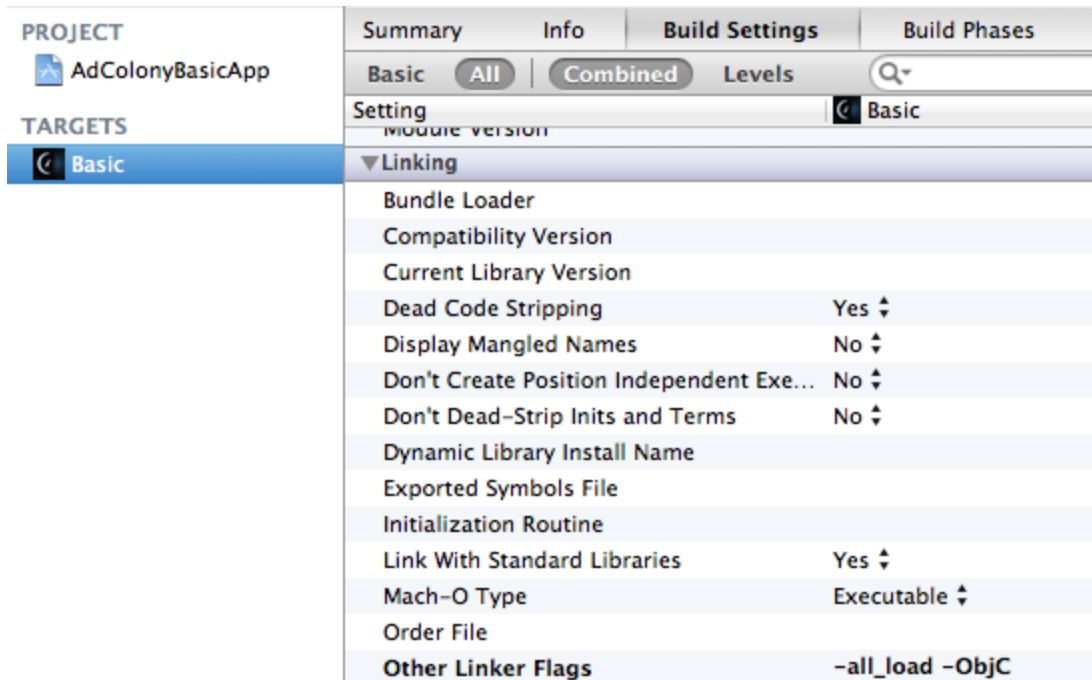 PROJECT
AdColonyBasicApp
TARGETS
Basic
Summary Info Build Settings Build Phases
Basic All Combined Levels
Setting Basic
Module Version
Linking
Bundle Loader
Compatibility Version
Current Library Version
Dead Code Stripping Yes
Display Mangled Names No
Don't Create Position Independent Exe... No
Don't Dead-Strip Inits and Terms No
Dynamic Library Install Name
Exported Symbols File
Initialization Routine
Link With Standard Libraries Yes
Mach-O Type Executable
Order File
Other Linker Flags -all_load -ObjC